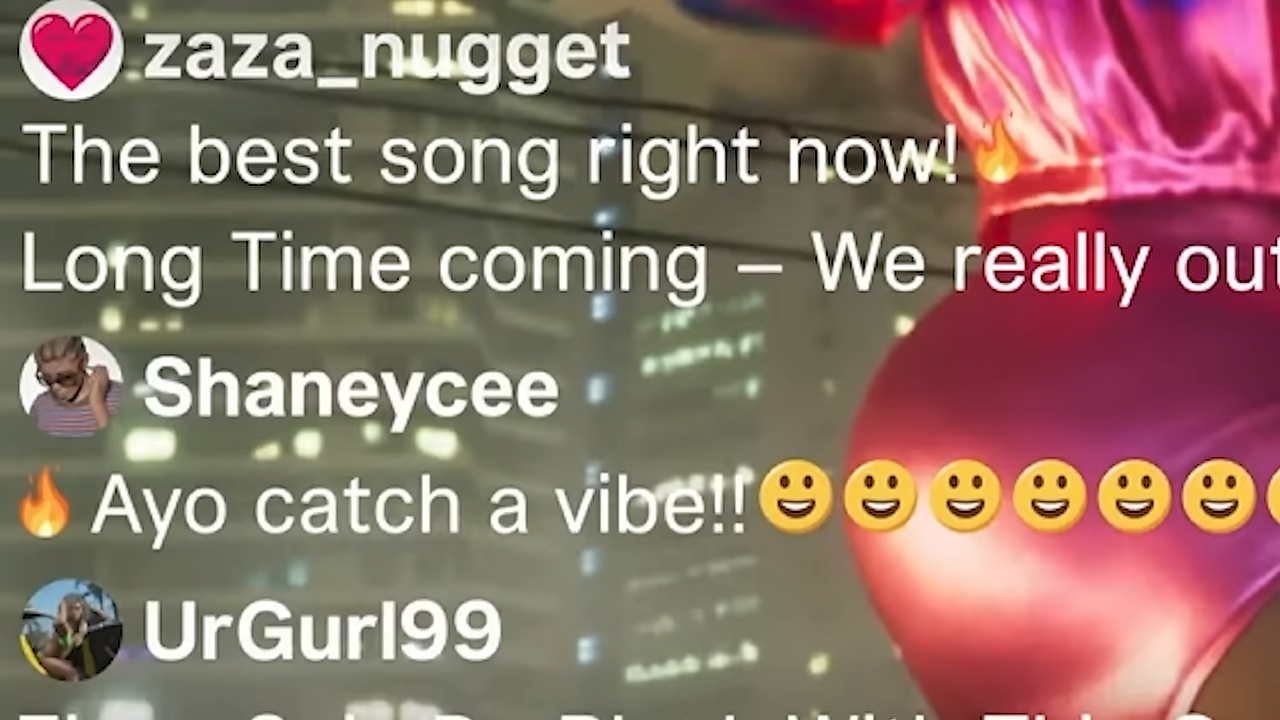 zaza_nugget
The best song right now!🔥
Long Time coming – We really out
Shaneycee
🔥Ayo catch a vibe!!😃😃😃😃😃😃
UrGurl99